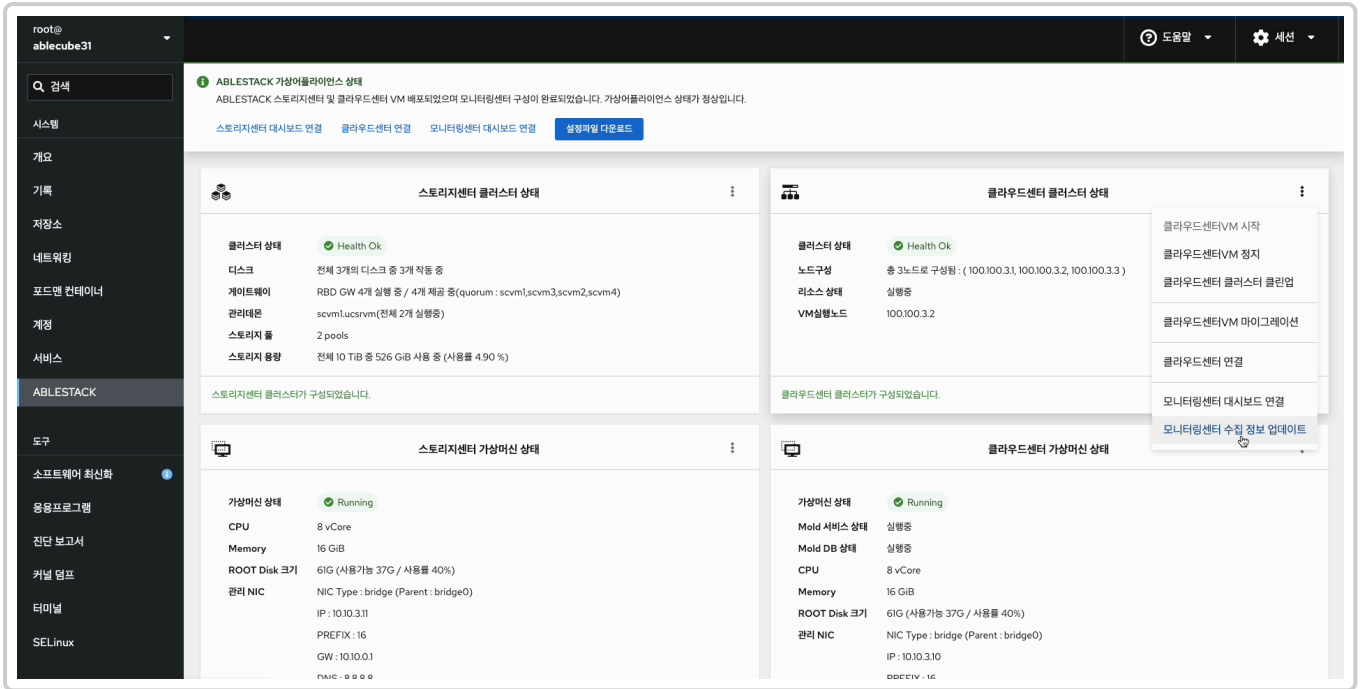 root@
ablecube31
도움말
세션
검색
ABLESTACK 가상어플라이언스 상태
ABLESTACK 스토리지센터 및 클라우드센터 VM 배포되었으며 모니터링센터 구성이 완료되었습니다. 가상어플라이언스 상태가 정상입니다.
스토리지센터 대시보드 연결 클라우드센터 연결 모니터링센터 대시보드 연결 설정파일 다운로드
시스템
개요
기록
저장소
네트워킹
포드맨 컨테이너
계정
서비스
ABLESTACK
도구
소프트웨어 최신화
응용프로그램
진단 보고서
커널 덤프
터미널
SELinux
스토리지센터 클러스터 상태
클러스터 상태 Health Ok
디스크 전체 3개의 디스크 중 3개 작동 중
게이트웨이 RBD GW 4개 실행 중 / 4개 제공 중(quorum : scvm1,scvm3,scvm2,scvm4)
관리데몬 scvm1.ucsrvm(전체 2개 실행중)
스토리지 풀 2 pools
스토리지 용량 전체 10 TiB 중 526 GiB 사용 중 (사용률 4.90 %)
스토리지센터 클러스터가 구성되었습니다.
클라우드센터 클러스터 상태
클러스터 상태 Health Ok
노드구성 총 3노드로 구성됨 : ( 100.100.3.1, 100.100.3.2, 100.100.3.3 )
리소스 상태 실행중
VM실행노드 100.100.3.2
클라우드센터 클러스터가 구성되었습니다.
클라우드센터VM 시작
클라우드센터VM 정지
클라우드센터 클러스터 클린업
클라우드센터VM 마이그레이션
클라우드센터 연결
모니터링센터 대시보드 연결
모니터링센터 수집 정보 업데이트
스토리지센터 가상머신 상태
가상머신 상태 Running
CPU 8 vCore
Memory 16 GiB
ROOT Disk 크기 61G (사용가능 37G / 사용률 40%)
관리 NIC NIC Type : bridge (Parent : bridge0)
IP : 10.10.3.11
PREFIX : 16
GW : 10.10.0.1
DNS : 8.8.8.8
클라우드센터 가상머신 상태
가상머신 상태 Running
Mold 서비스 상태 실행중
Mold DB 상태 실행중
CPU 8 vCore
Memory 16 GiB
ROOT Disk 크기 61G (사용가능 37G / 사용률 40%)
관리 NIC NIC Type : bridge (Parent : bridge0)
IP : 10.10.3.10
PREFIX : 16